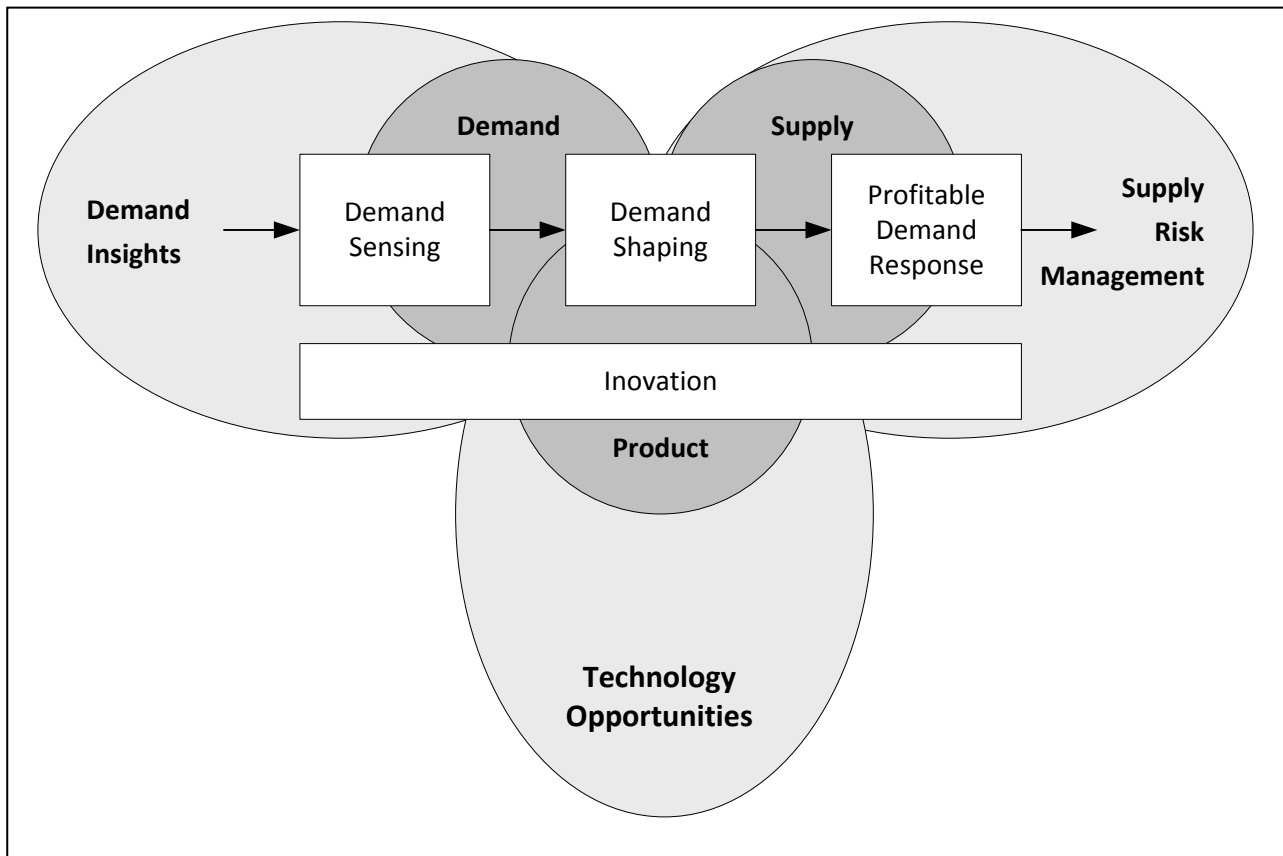 Demand
Supply
Demand
Insights
Demand
Sensing
Demand
Shaping
Profitable
Demand
Response
Supply
Risk
Management
Inovation
Product
Technology
Opportunities